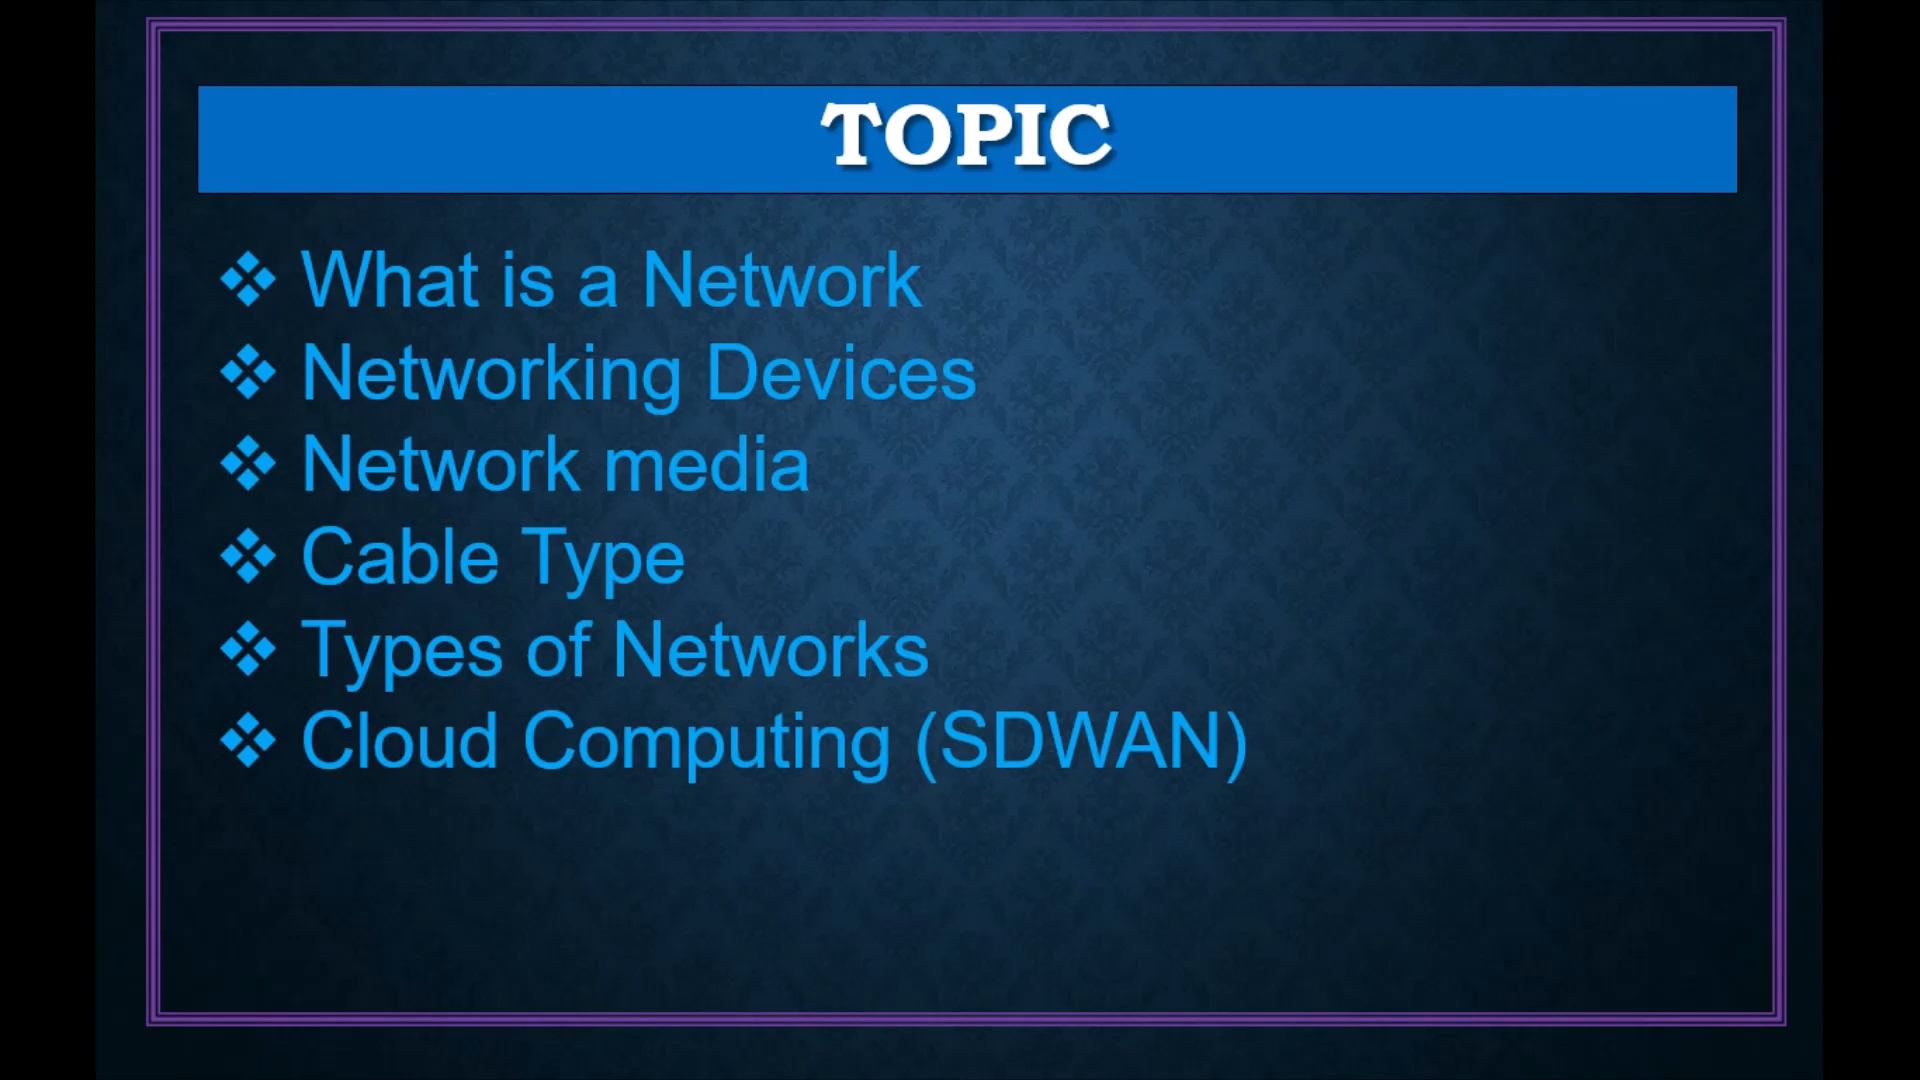 TOPIC
What is a Network
Networking Devices
Network media
Cable Type
Types of Networks
Cloud Computing (SDWAN)